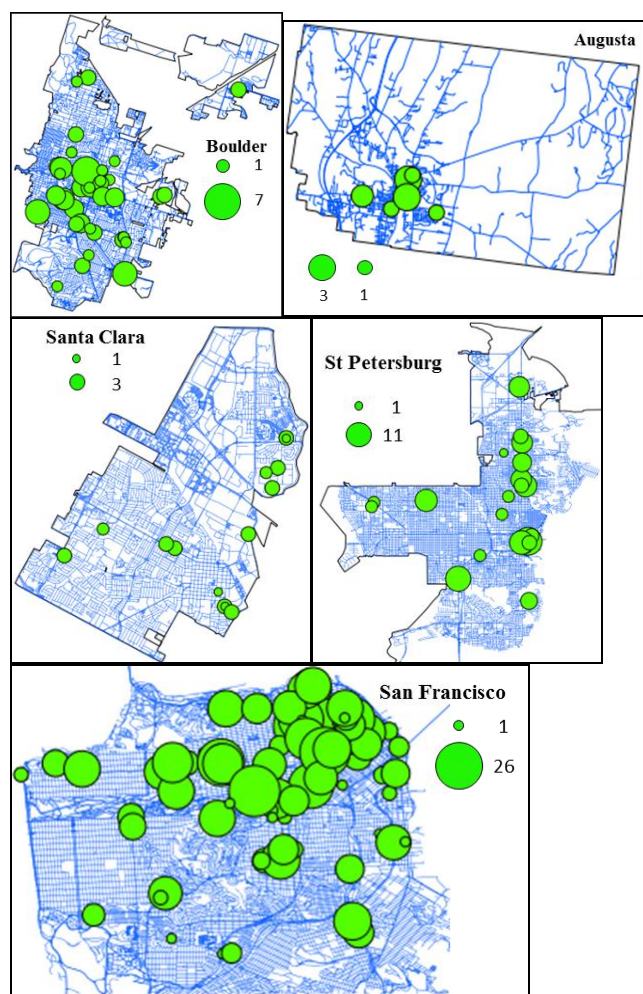 Boulder
1
7
Augusta
3 1
Santa Clara
1
3
St Petersburg
1
11
San Francisco
1
26